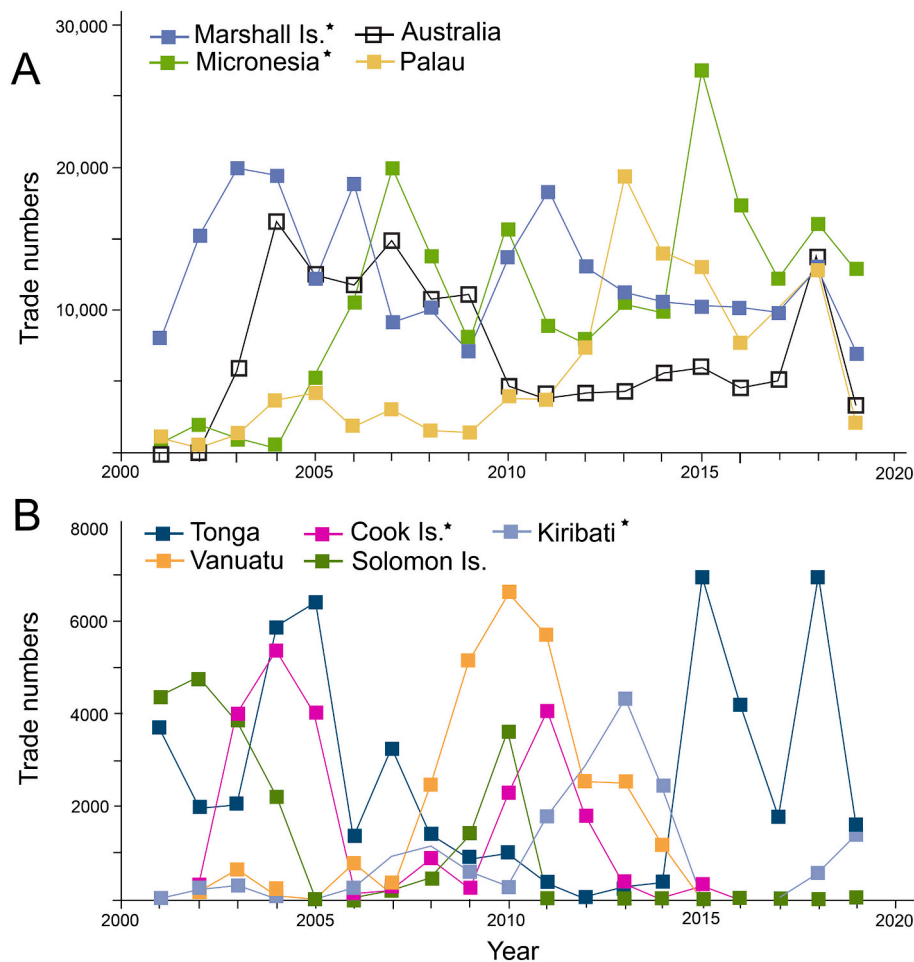 A
30,000
20,000
10,000
Trade numbers
Marshall Is.★ Australia
Micronesia★ Palau
2000 2005 2010 2015 2020
B
8000
6000
4000
2000
Trade numbers
Tonga Cook Is.★ Kiribati★
Vanuatu Solomon Is.
2000 2005 2010 2015 2020
Year